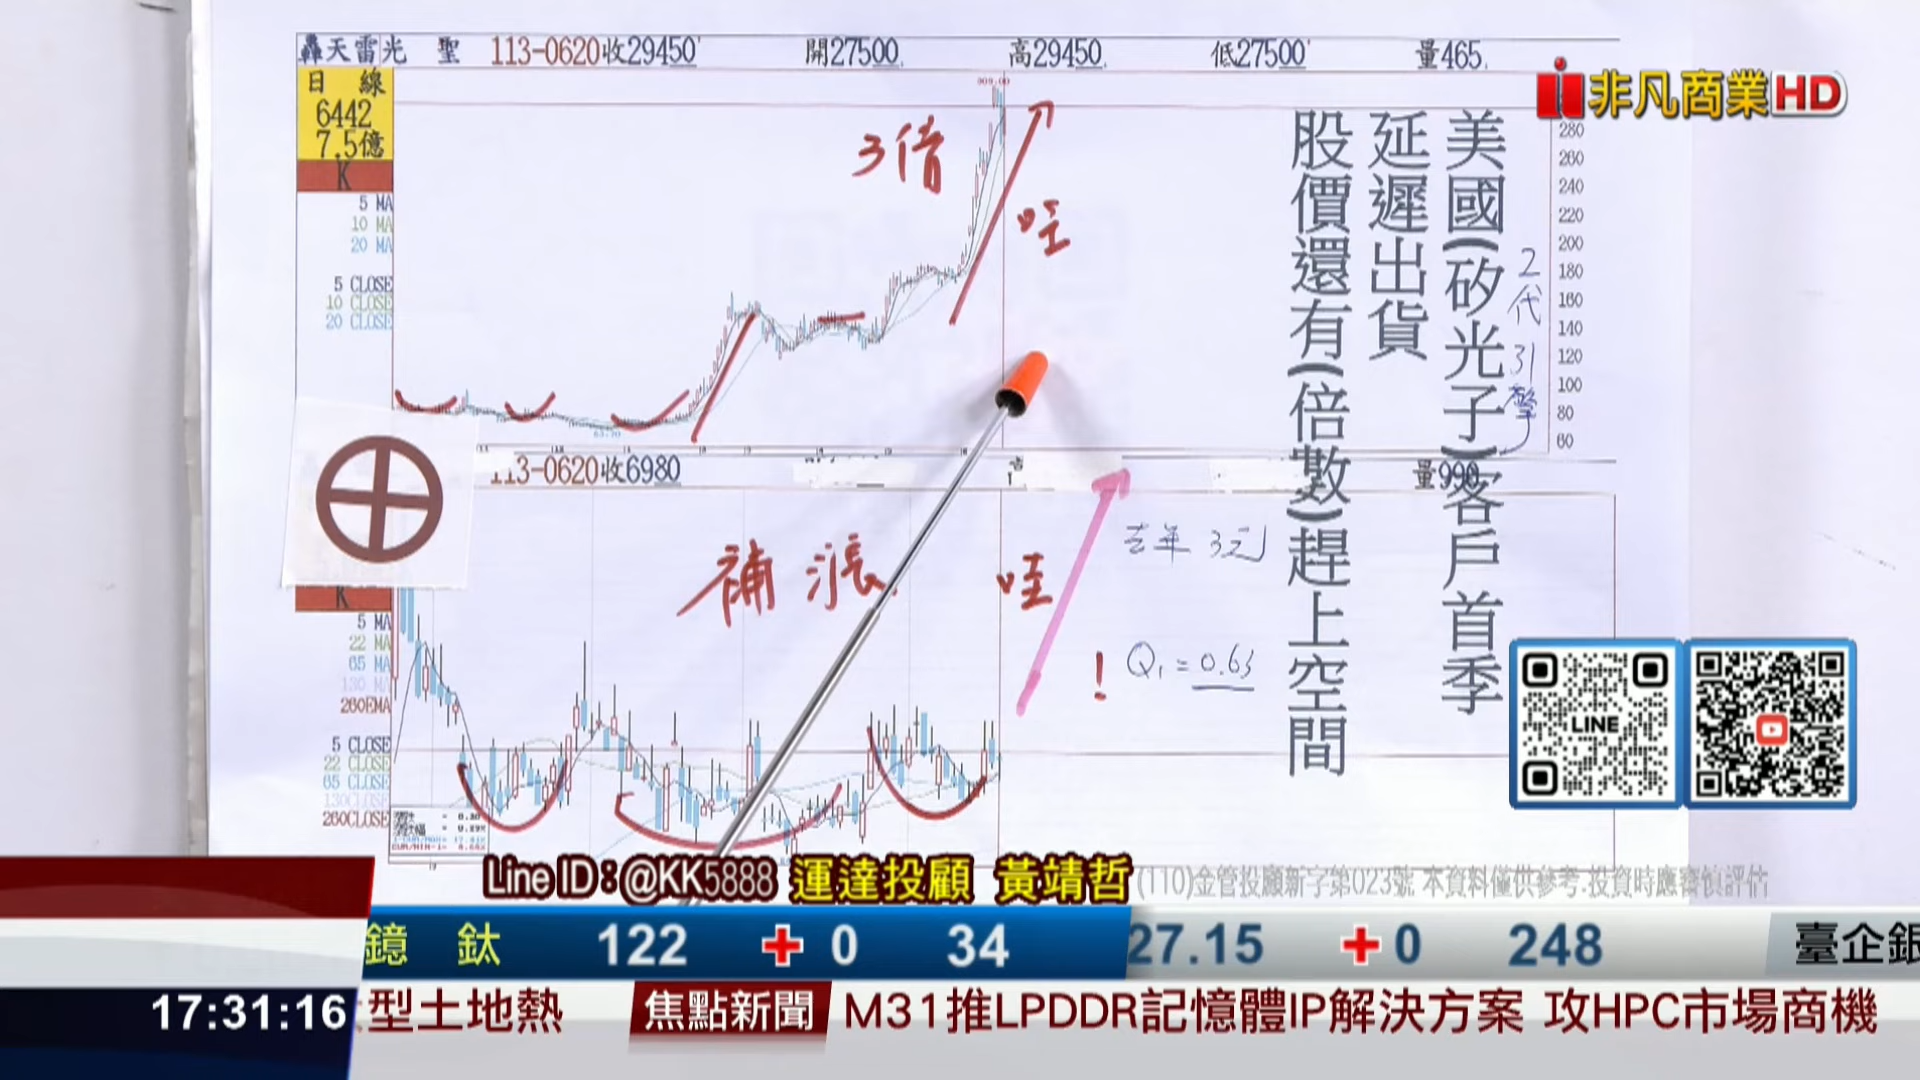 轟天雷光 聖 113-0620收29450' 開27500. 高29450. 低27500' 量465.
日 線
6442
7.5億
K
5 MA
10 MA
20 MA
5 CLOSE
10 CLOSE
20 CLOSE
非凡商業HD
3倍
哇
280
260
240
220
200
180
160
140
120
100
80
60
美國(矽光子)客戶首季
延遲出貨
股價還有(倍數)趕上空間
2代引擎
113-0620收6980
量990
K
補漲
哇
!
去年 3元
Q1 = 0.63
5 MA
22 MA
65 MA
130 MA
260EMA
5 CLOSE
22 CLOSE
65 CLOSE
130CLOSE
260CLOSE
LINE
Line ID:@KK5888 運達投顧 黃靖哲
(110)金管投顧新字第023號 本資料僅供參考.投資時應審慎評估
鐿 鈦 122 + 0 34
27.15 + 0 248 臺企銀
17:31:16
型土地熱 焦點新聞 M31推LPDDR記憶體IP解決方案 攻HPC市場商機